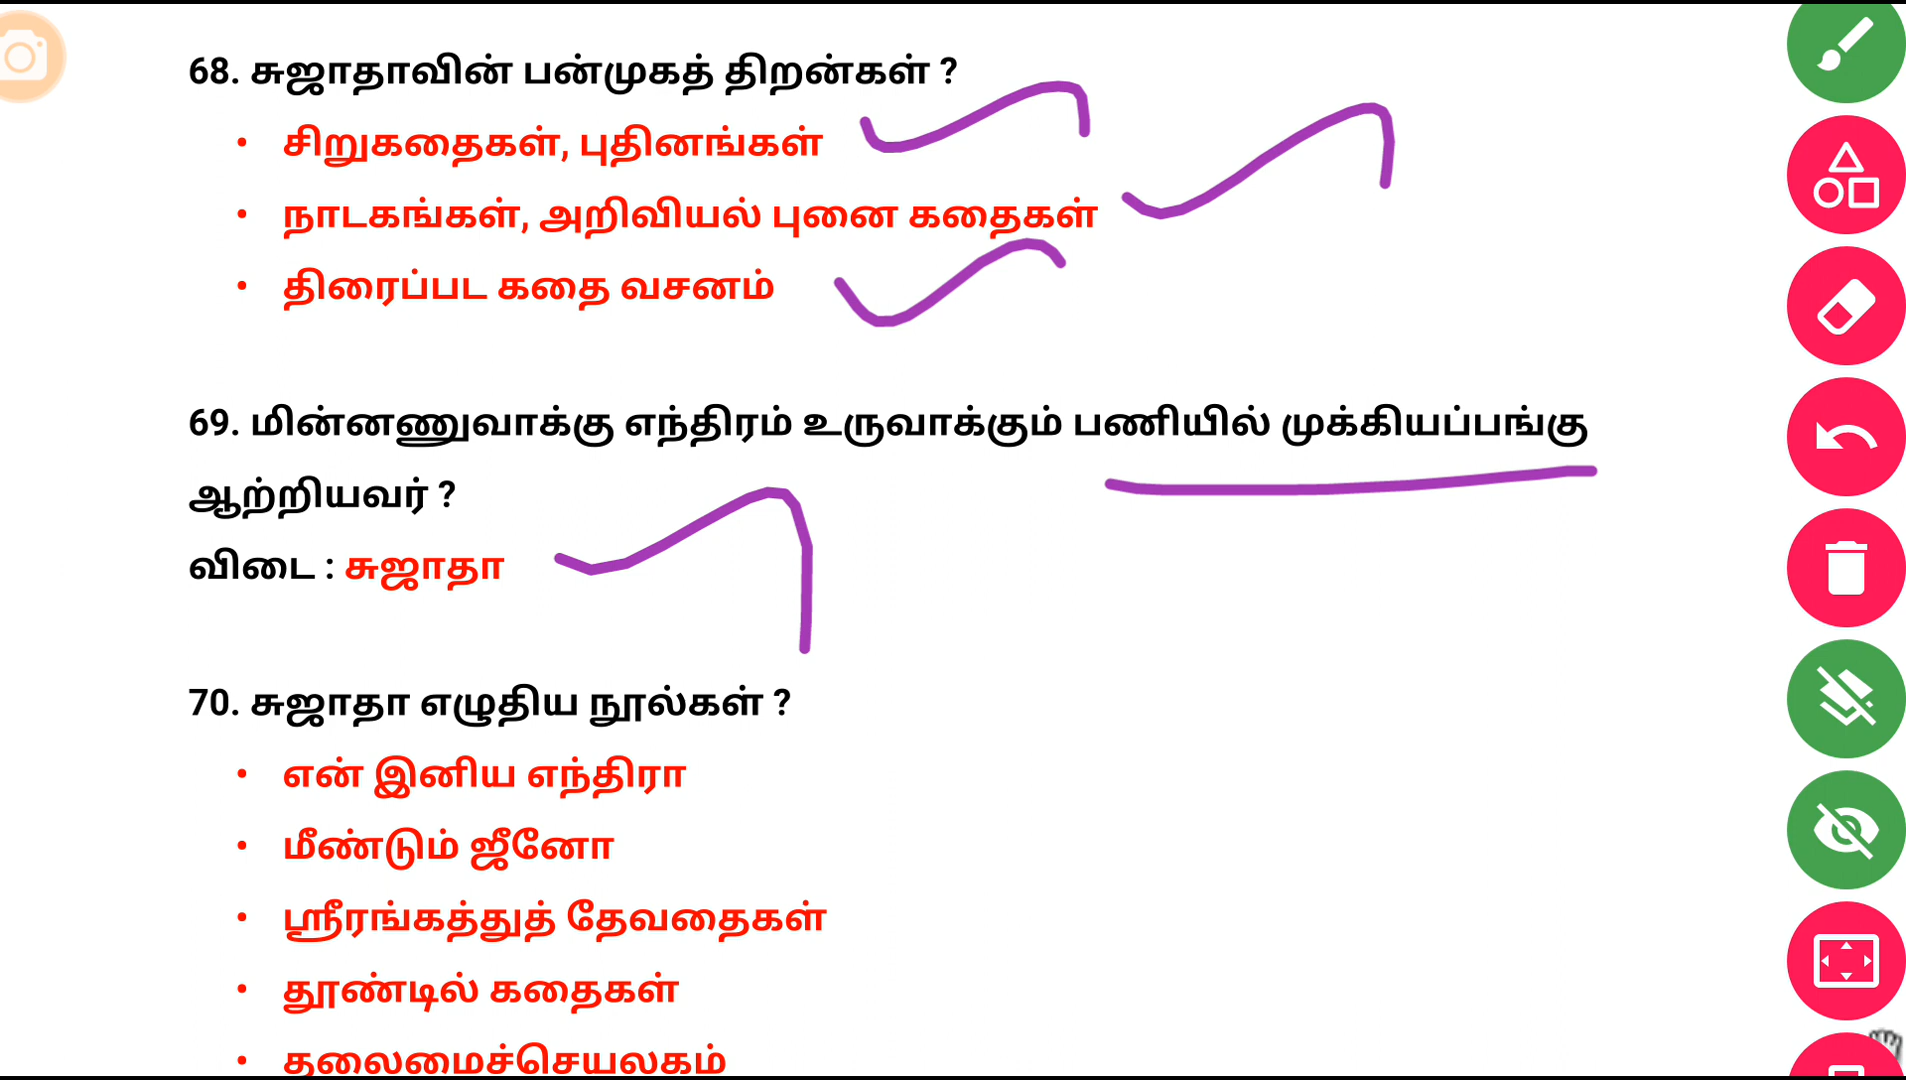 68. சுஜாதாவின் பன்முகத் திறன்கள் ?
• சிறுகதைகள், புதினங்கள்
• நாடகங்கள், அறிவியல் புனை கதைகள்
• திரைப்பட கதை வசனம்
69. மின்னணுவாக்கு எந்திரம் உருவாக்கும் பணியில் முக்கியப்பங்கு
ஆற்றியவர் ?
விடை : சுஜாதா
70. சுஜாதா எழுதிய நூல்கள் ?
• என் இனிய எந்திரா
• மீண்டும் ஜீனோ
• ஸ்ரீரங்கத்துத் தேவதைகள்
• தூண்டில் கதைகள்
• தலைமைச்செயலகம்